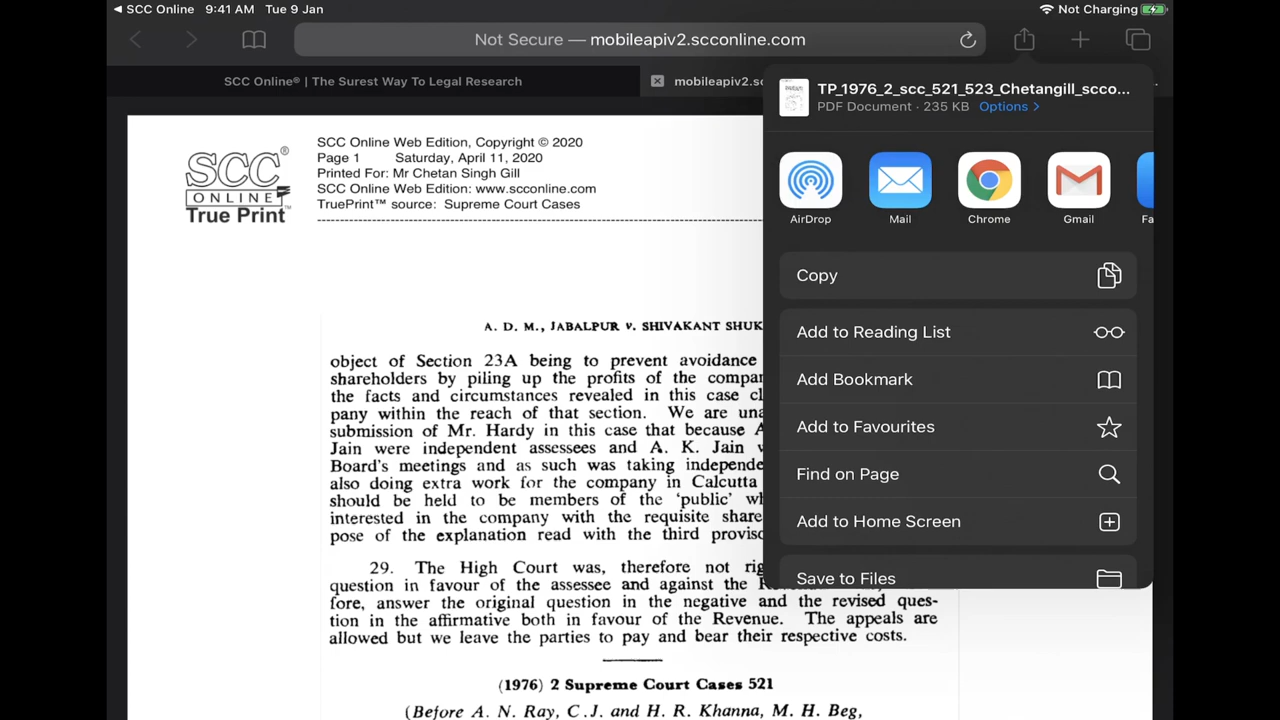 SCC Online 9:41 AM Tue 9 Jan Not Charging
Not Secure — mobileapiv2.scconline.com
SCC Online® | The Surest Way To Legal Research
mobileapiv2.sc
TP_1976_2_scc_521_523_Chetangill_scco...
PDF Document · 235 KB Options
AirDrop Mail Chrome Gmail Fa
Copy
Add to Reading List
Add Bookmark
Add to Favourites
Find on Page
Add to Home Screen
Save to Files
SCC®
ONLINE
True Print™
SCC Online Web Edition, Copyright © 2020
Page 1 Saturday, April 11, 2020
Printed For: Mr Chetan Singh Gill
SCC Online Web Edition: www.scconline.com
TruePrint™ source: Supreme Court Cases
A. D. M., JABALPUR v. SHIVAKANT SHUK
object of Section 23A being to prevent avoidance
shareholders by piling up the profits of the compan
the facts and circumstances revealed in this case cl
pany within the reach of that section. We are una
submission of Mr. Hardy in this case that because A
Jain were independent assessees and A. K. Jain
Board's meetings and as such was taking independe
also doing extra work for the company in Calcutta
should be held to be members of the 'public' wh
interested in the company with the requisite share
pose of the explanation read with the third proviso
29. The High Court was, therefore not rig
question in favour of the assessee and against the
fore, answer the original question in the negative and the revised ques-
tion in the affirmative both in favour of the Revenue. The appeals are
allowed but we leave the parties to pay and bear their respective costs.
(1976) 2 Supreme Court Cases 521
(Before A. N. Ray, C.J. and H. R. Khanna, M. H. Beg,